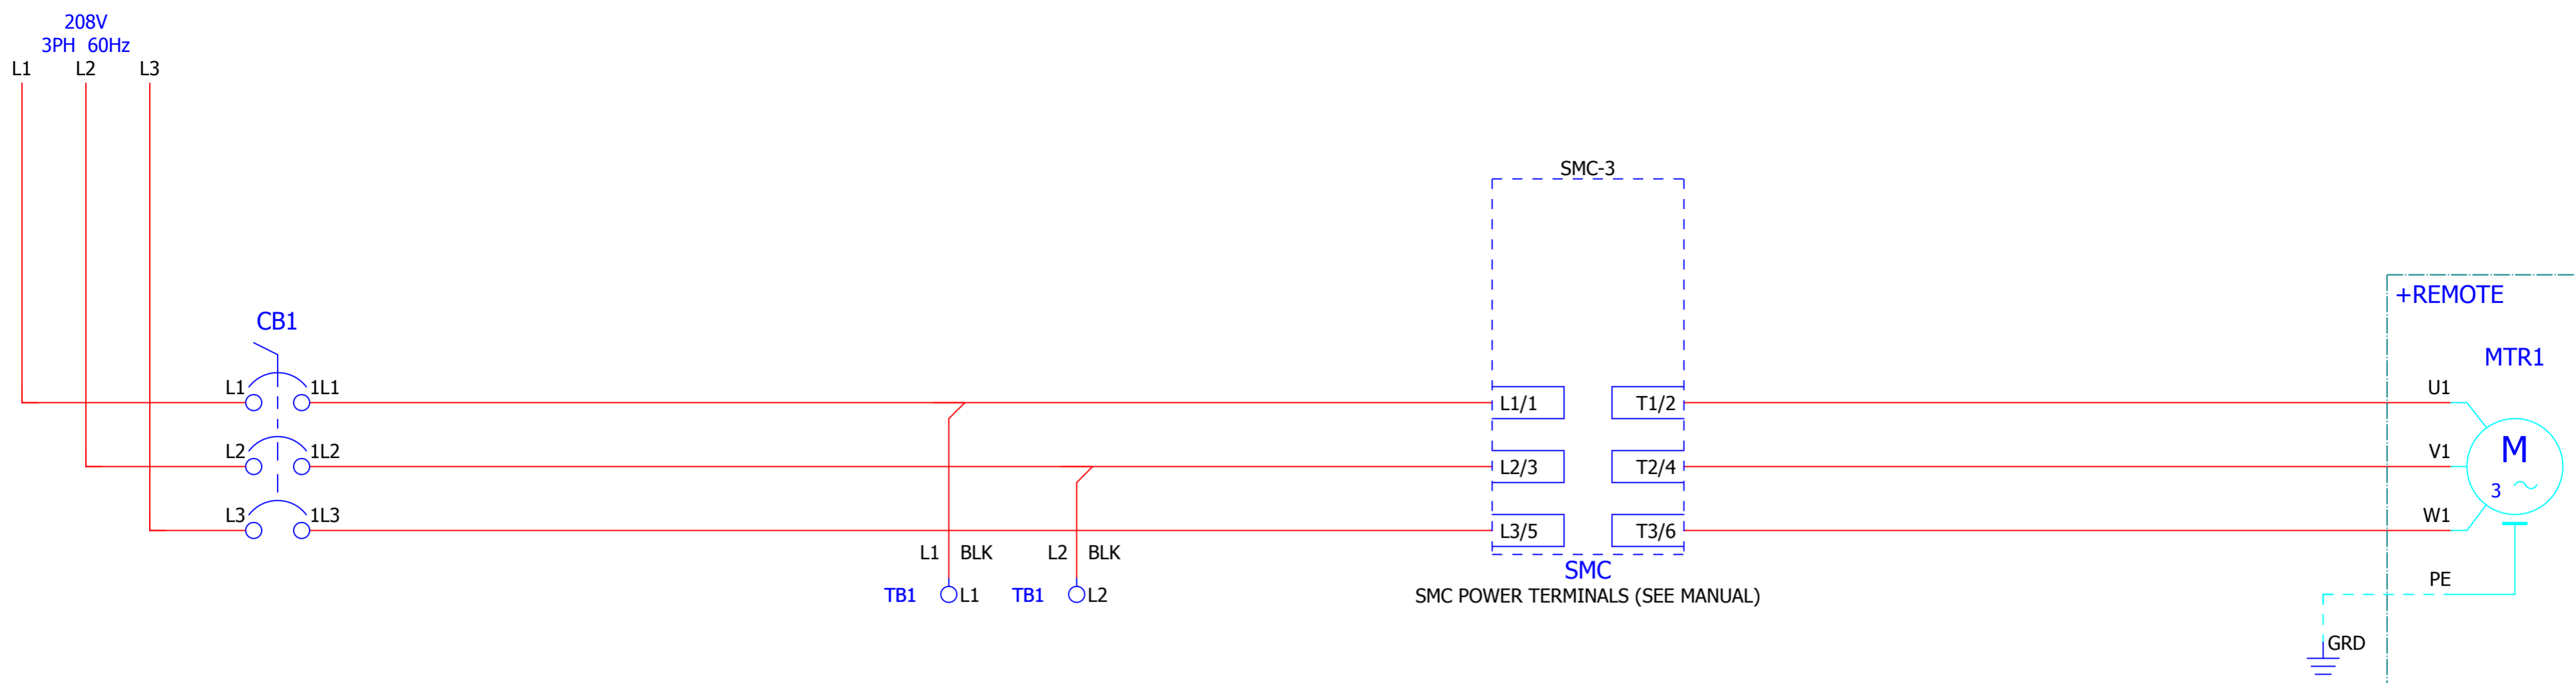 208V
3PH 60Hz
L1 L2 L3
SMC-3
+REMOTE
CB1
MTR1
L1 1L1 L1/1 T1/2 U1
L2 1L2 L2/3 T2/4 V1 M
3
L3 1L3 L3/5 T3/6 W1
L1 BLK L2 BLK
SMC
PE
TB1 L1 TB1 L2 SMC POWER TERMINALS (SEE MANUAL)
GRD